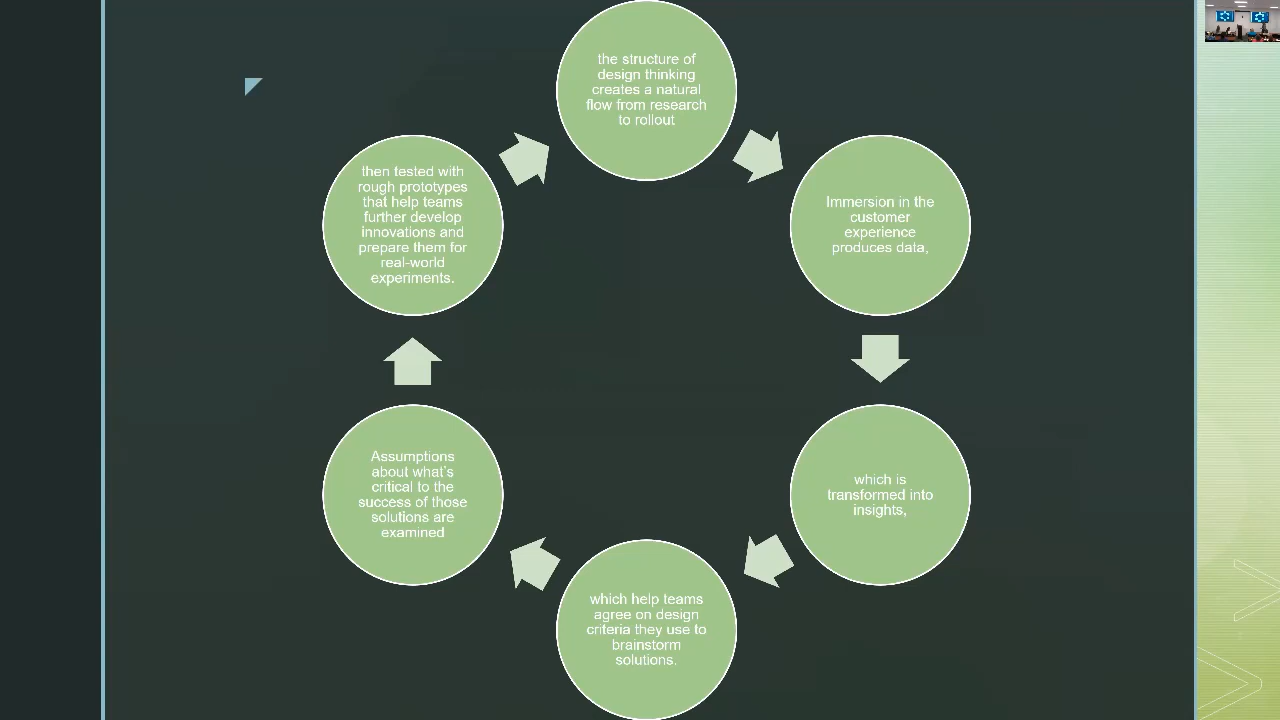 the structure of
design thinking
creates a natural
flow from research
to rollout
Immersion in the
customer
experience
produces data,
which is
transformed into
insights,
which help teams
agree on design
criteria they use to
brainstorm
solutions.
Assumptions
about what's
critical to the
success of those
solutions are
examined
then tested with
rough prototypes
that help teams
further develop
innovations and
prepare them for
real-world
experiments.